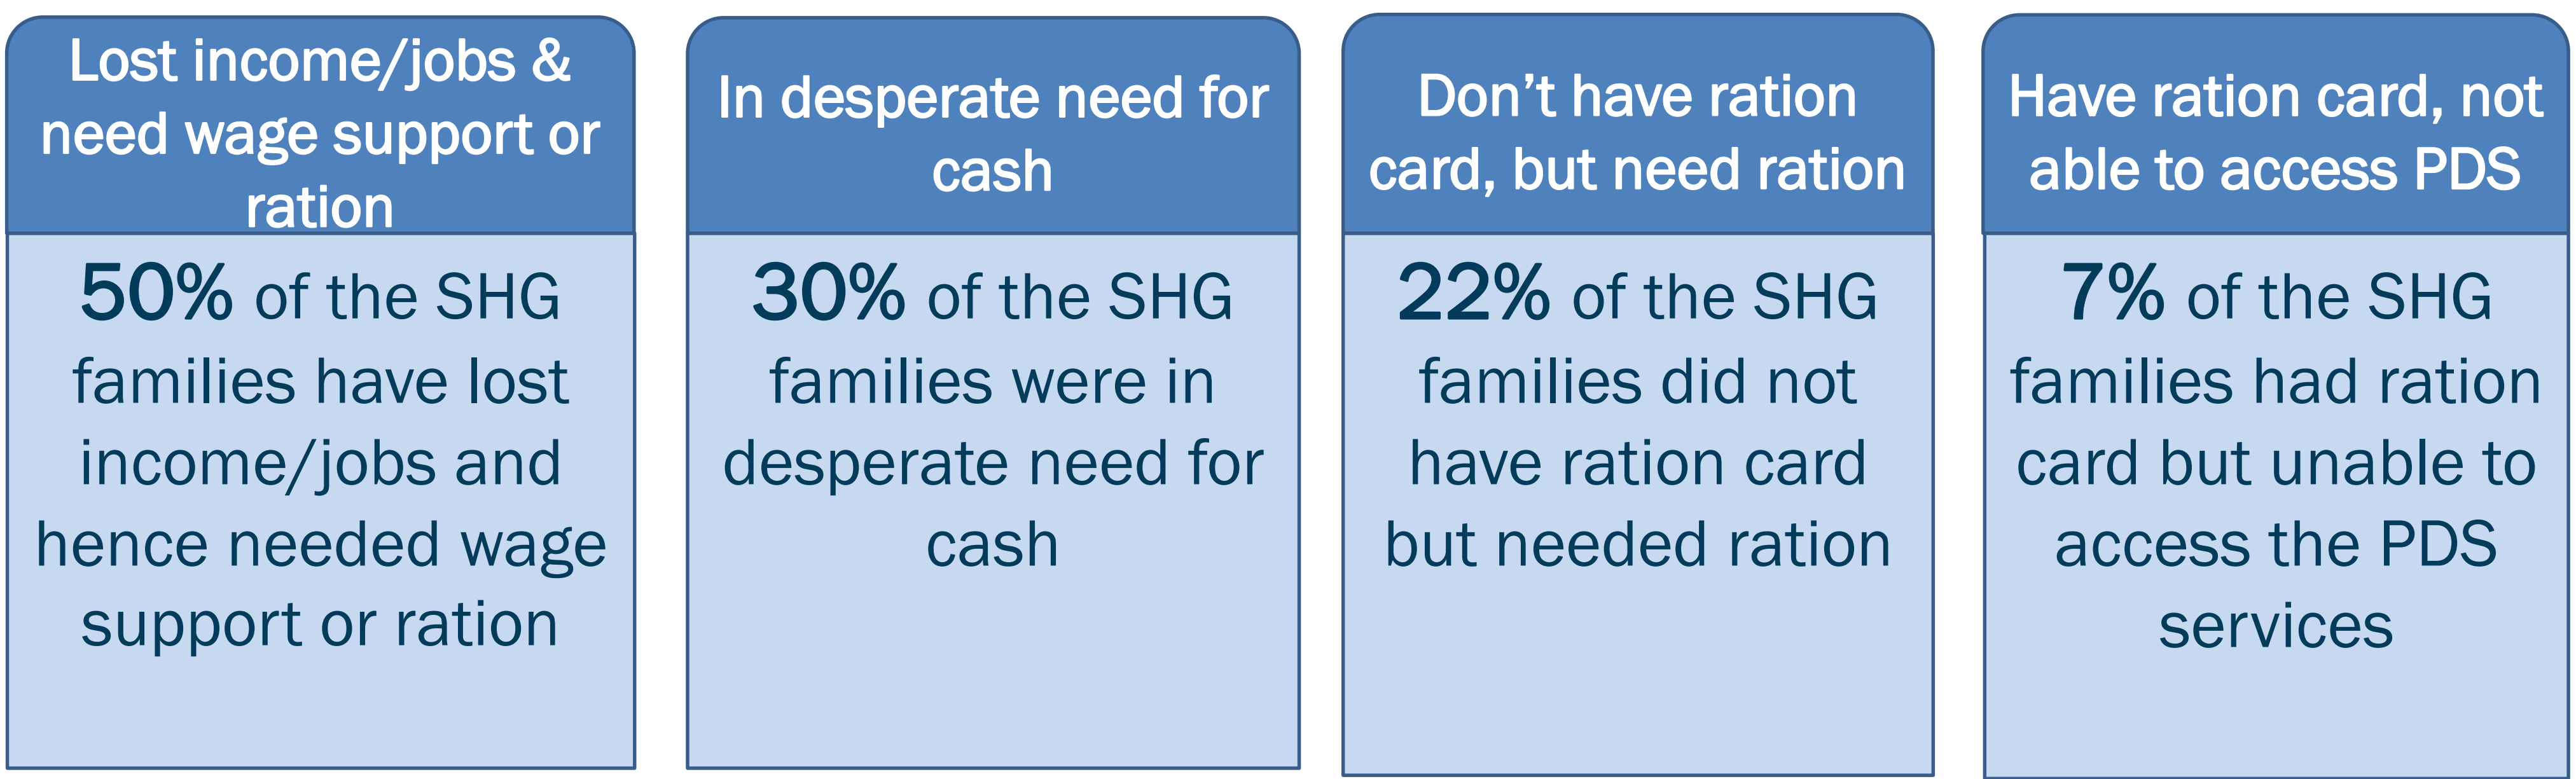 Lost income/jobs &
need wage support or
ration
50% of the SHG
families have lost
income/jobs and
hence needed wage
support or ration
In desperate need for
cash
30% of the SHG
families were in
desperate need for
cash
Don't have ration
card, but need ration
22% of the SHG
families did not
have ration card
but needed ration
Have ration card, not
able to access PDS
7% of the SHG
families had ration
card but unable to
access the PDS
services